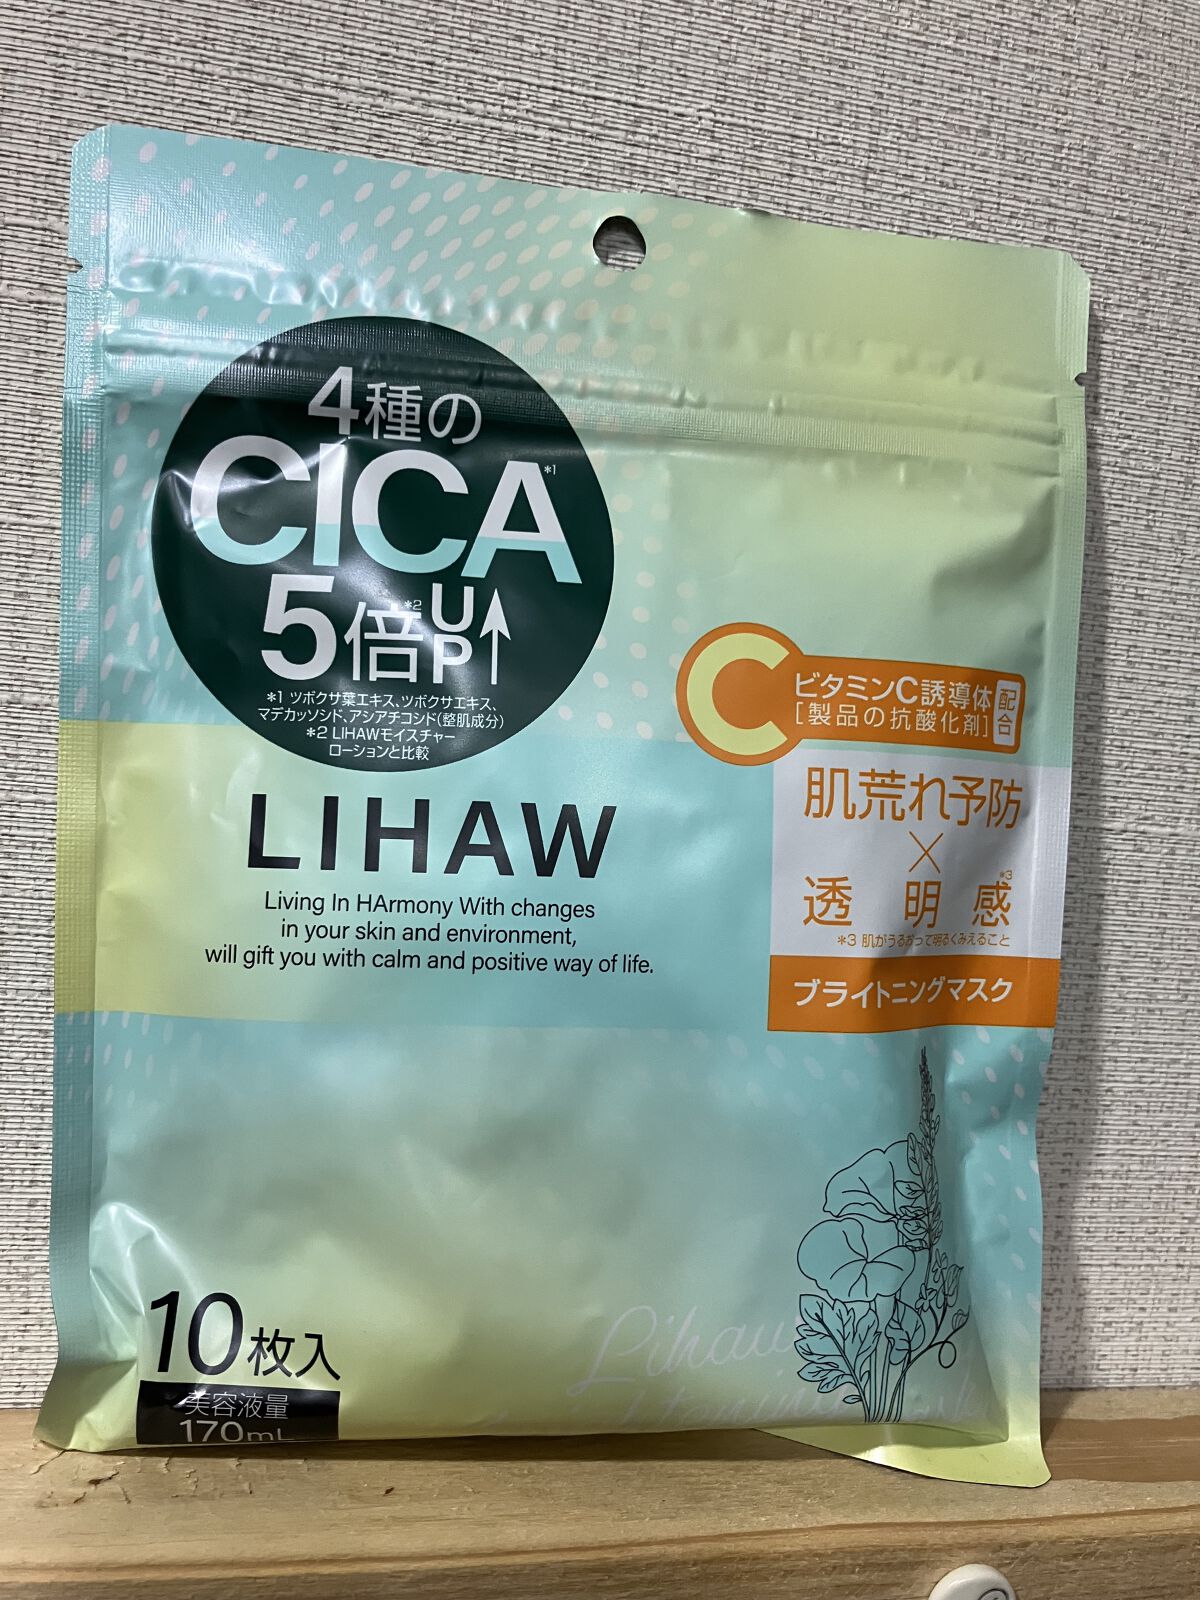 4種の
CICA*1
5倍*2 UP↑
*1 ツボクサ葉エキス、ツボクサエキス、
マデカッソシド、アシアチコシド(整肌成分)
*2 LIHAWモイスチャー
ローションと比較
C
ビタミンC誘導体
[製品の抗酸化剤]
配合
肌荒れ予防
×
透明感*3
*3 肌がうるおって明るくみえること
ブライトニングマスク
LIHAW
Living In HArmony With changes
in your skin and environment,
will gift you with calm and positive way of life.
10枚入
美容液量
170mL
Lihaw